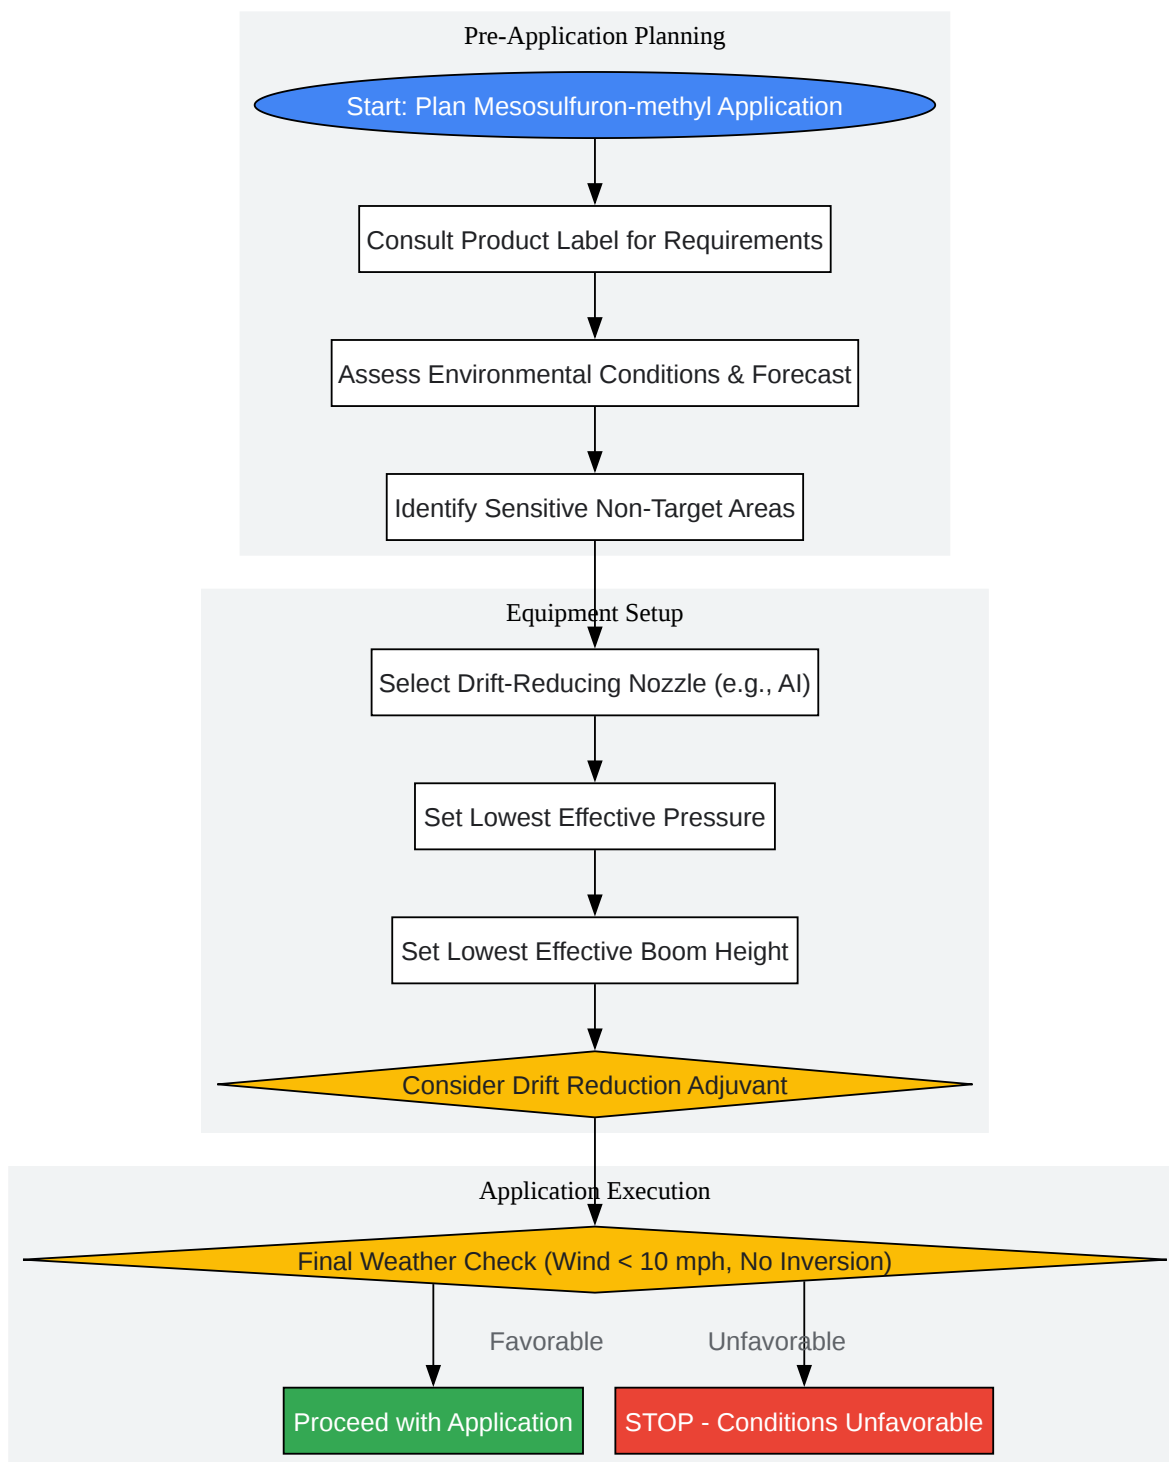 Pre-Application Planning
Start: Plan Mesosulfuron-methyl Application
Consult Product Label for Requirements
Assess Environmental Conditions & Forecast
Identify Sensitive Non-Target Areas
Equipment Setup
Select Drift-Reducing Nozzle (e.g., AI)
Set Lowest Effective Pressure
Set Lowest Effective Boom Height
Consider Drift Reduction Adjuvant
Application Execution
Final Weather Check (Wind < 10 mph, No Inversion)
Favorable
Unfavorable
Proceed with Application
STOP - Conditions Unfavorable